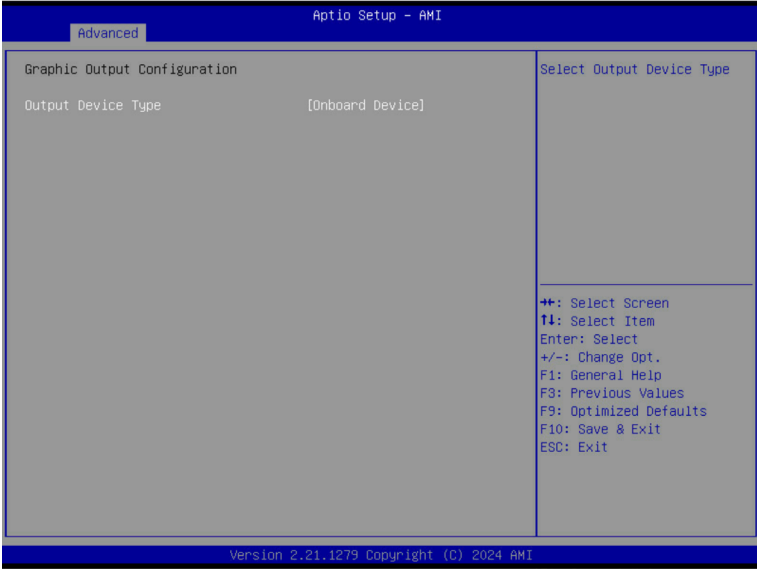 Aptio Setup – AMI
Advanced
Graphic Output Configuration
Output Device Type [Onboard Device]
Select Output Device Type
→←: Select Screen
↑↓: Select Item
Enter: Select
+/-: Change Opt.
F1: General Help
F3: Previous Values
F9: Optimized Defaults
F10: Save & Exit
ESC: Exit
Version 2.21.1279 Copyright (C) 2024 AMI